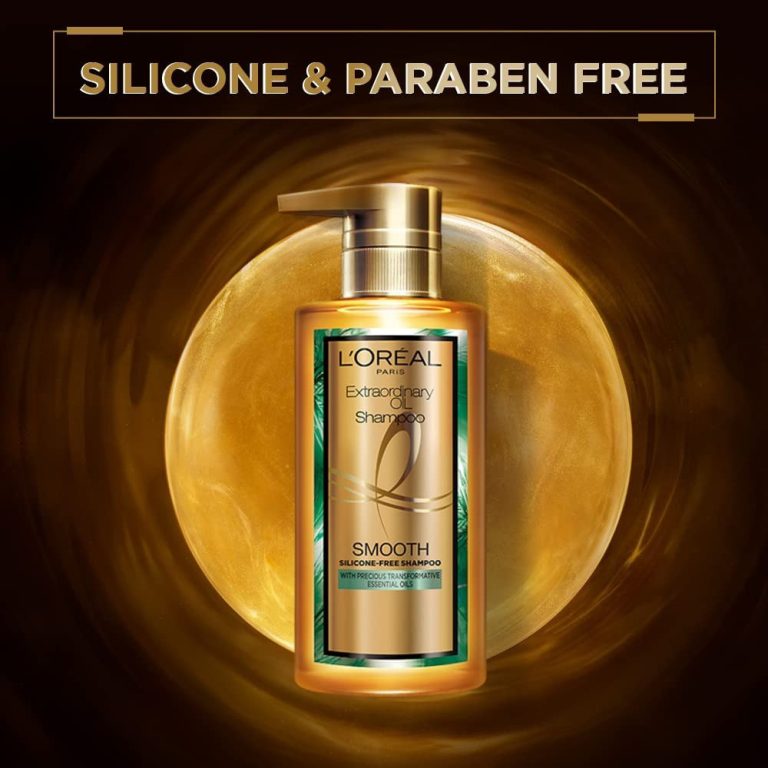 SILICONE & PARABEN FREE
L'ORÉAL
PARIS
Extraordinary
OIL
Shampoo
SMOOTH
SILICONE-FREE SHAMPOO
WITH PRECIOUS TRANSFORMATIVE
ESSENTIAL OILS